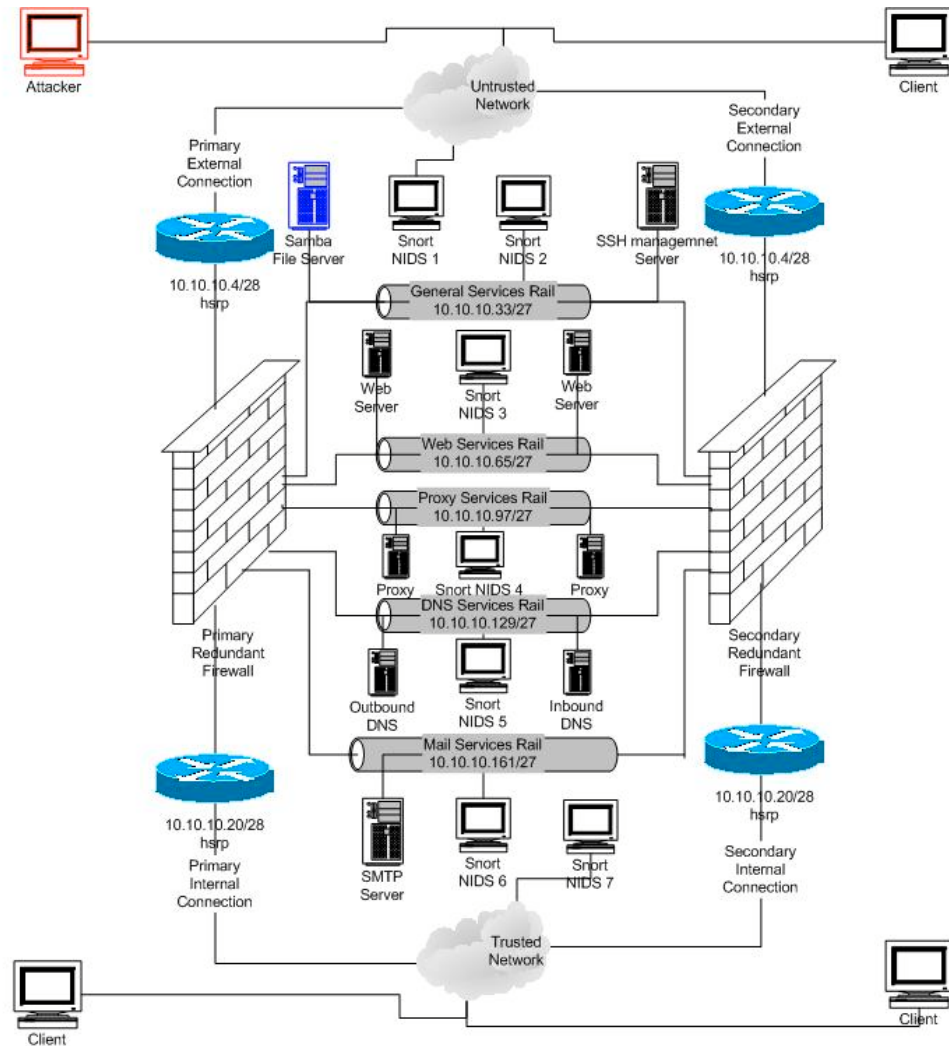 Attacker
Client
Untrusted
Network
Primary
External
Connection
Secondary
External
Connection
Samba
File Server
Snort
NIDS 1
Snort
NIDS 2
SSH managemnet
Server
10.10.10.4/28
hsrp
10.10.10.4/28
hsrp
General Services Rail
10.10.10.33/27
Web
Server
Snort
NIDS 3
Web
Server
Web Services Rail
10.10.10.65/27
Proxy Services Rail
10.10.10.97/27
Proxy
Snort NIDS 4
Proxy
DNS Services Rail
10.10.10.129/27
Primary
Redundant
Firewall
Secondary
Redundant
Firewall
Outbound
DNS
Snort
NIDS 5
Inbound
DNS
Mail Services Rail
10.10.10.161/27
10.10.10.20/28
hsrp
10.10.10.20/28
hsrp
SMTP
Server
Snort
NIDS 6
Snort
NIDS 7
Primary
Internal
Connection
Secondary
Internal
Connection
Trusted
Network
Client
Client